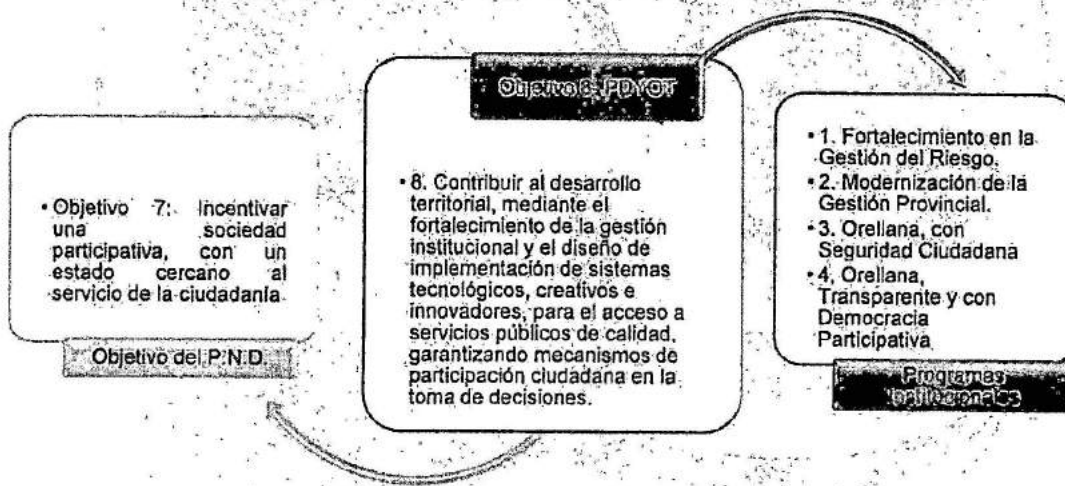 • Objetivo 7: Incentivar
una sociedad
participativa, con un
estado cercano al
servicio de la ciudadanía
Objetivo del P.N.D.
Objetivo 8- PDYOT
• 8. Contribuir al desarrollo
territorial, mediante el
fortalecimiento de la gestión
institucional y el diseño de
implementación de sistemas
tecnológicos, creativos e
innovadores, para el acceso a
servicios públicos de calidad,
garantizando mecanismos de
participación ciudadana en la
toma de decisiones.
• 1. Fortalecimiento en la
Gestión del Riesgo.
• 2. Modernización de la
Gestión Provincial.
• 3. Orellana, con
Seguridad Ciudadana
• 4. Orellana,
Transparente y con
Democracia
Participativa
Programas
Institucionales